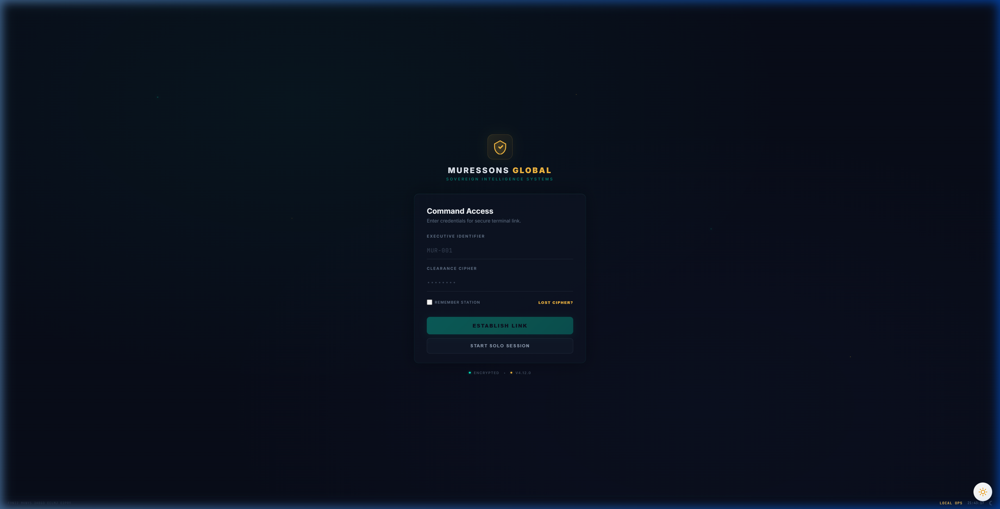 MURESSONS GLOBAL
SOVEREIGN INTELLIGENCE SYSTEMS
Command Access
Enter credentials for secure terminal link.
EXECUTIVE IDENTIFIER
MUR-001
CLEARANCE CIPHER
••••••••
REMEMBER STATION LOST CIPHER?
ESTABLISH LINK
START SOLO SESSION
ENCRYPTED • V4.12.0
LOCAL OPS 21:43:17